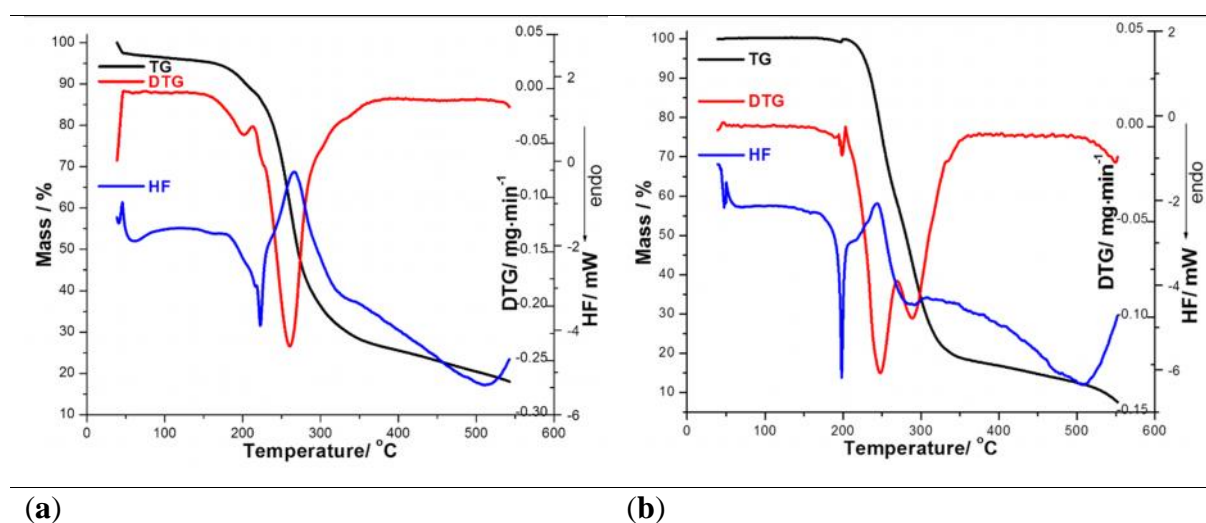 100
90
80
70
60
50
40
30
20
10
Mass / %
TG
DTG
HF
0.05
0.00
-0.05
-0.10
-0.15
-0.20
-0.25
-0.30
DTG/ mg·min⁻¹
2
0
-2
-4
-6
HF/ mW
endo
0 100 200 300 400 500 600
Temperature/ °C
(a)
100
90
80
70
60
50
40
30
20
10
Mass / %
TG
DTG
HF
0.05
0.00
-0.05
-0.10
-0.15
DTG/ mg·min⁻¹
2
0
-2
-4
-6
HF/ mW
endo
0 100 200 300 400 500 600
Temperature/ °C
(b)